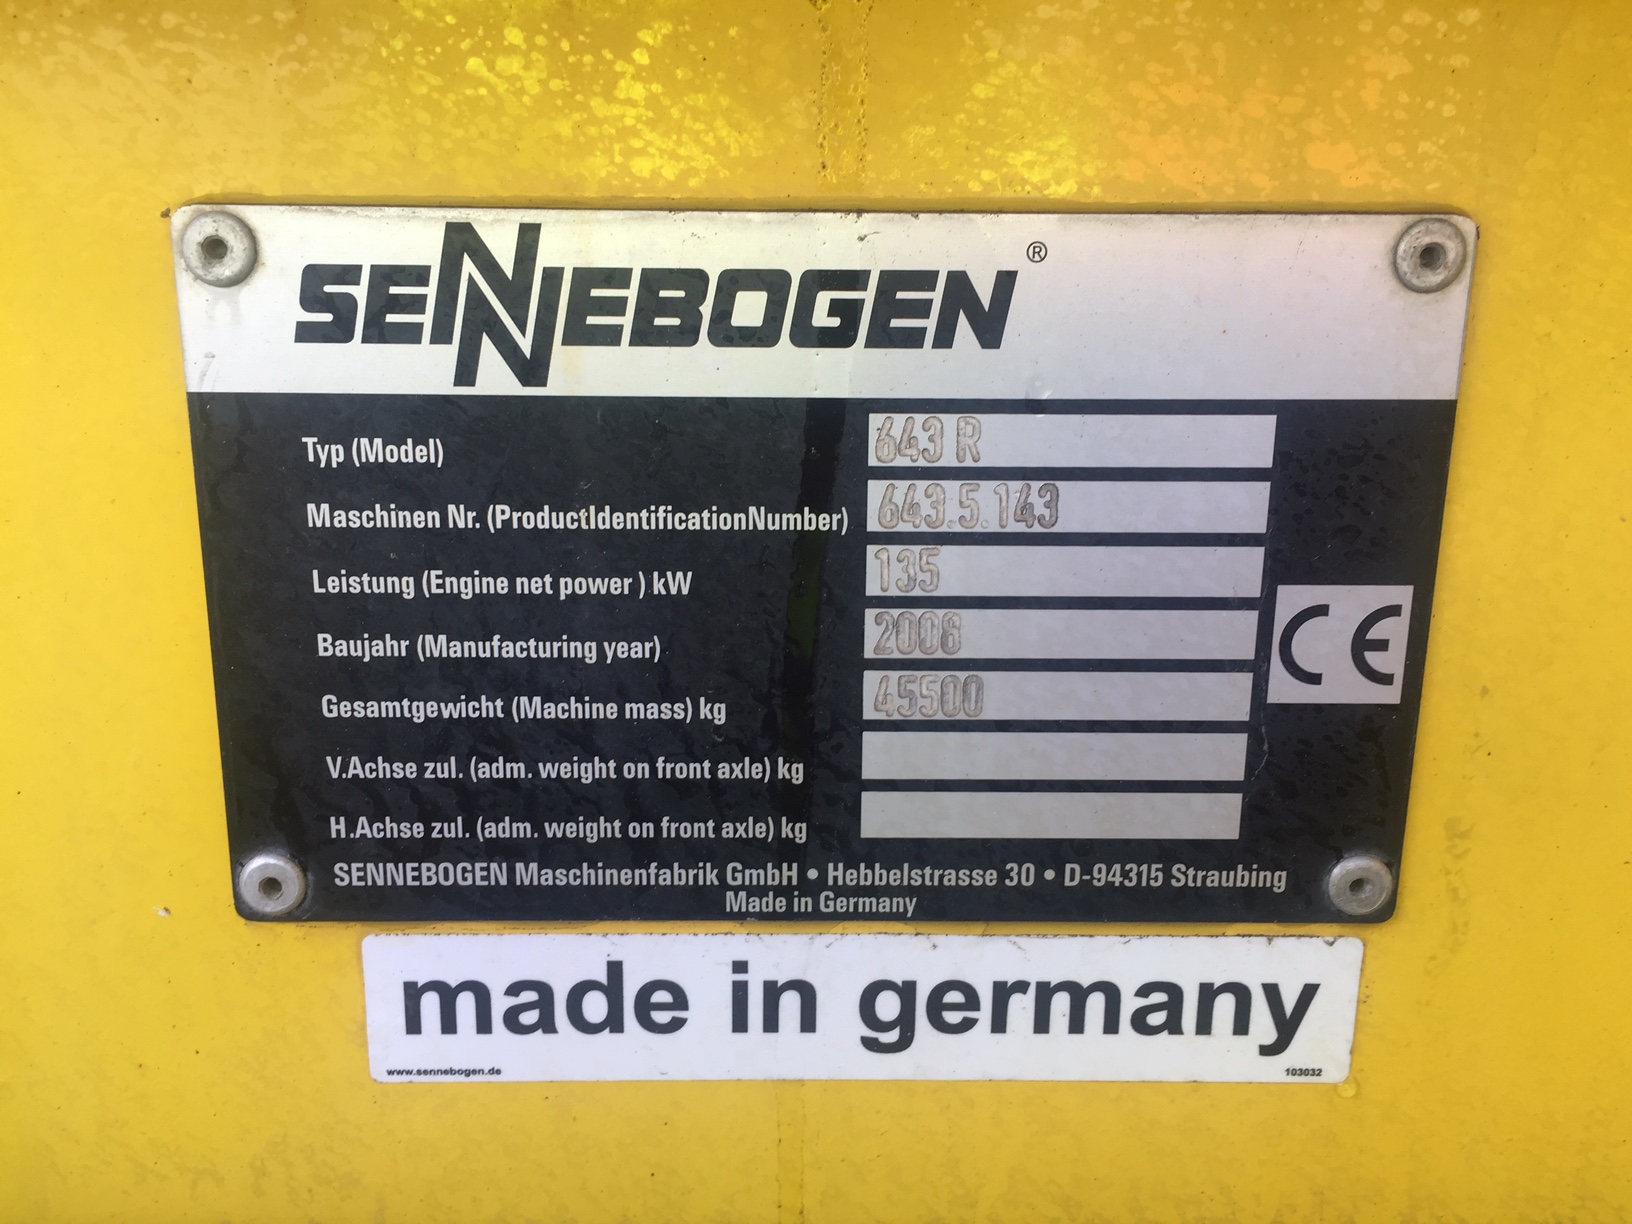 SENNEBOGEN ®
Typ (Model) 643 R
Maschinen Nr. (ProductIdentificationNumber) 643.5.143
Leistung (Engine net power ) kW 135
Baujahr (Manufacturing year) 2008
Gesamtgewicht (Machine mass) kg 45500
V.Achse zul. (adm. weight on front axle) kg
H.Achse zul. (adm. weight on front axle) kg
CE
SENNEBOGEN Maschinenfabrik GmbH • Hebbelstrasse 30 • D-94315 Straubing
Made in Germany
made in germany
www.sennebogen.de 103032